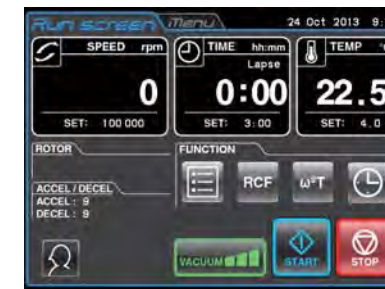 Run screen Menu 24 Oct 2013 9:
SPEED rpm TIME hh:mm TEMP
Lapse
0 0:00 22.5
SET: 100 000 SET: 3:00 SET: 4.0
ROTOR FUNCTION
RCF ω²T
ACCEL/DECEL
ACCEL: 9
DECEL: 9
VACUUM START STOP